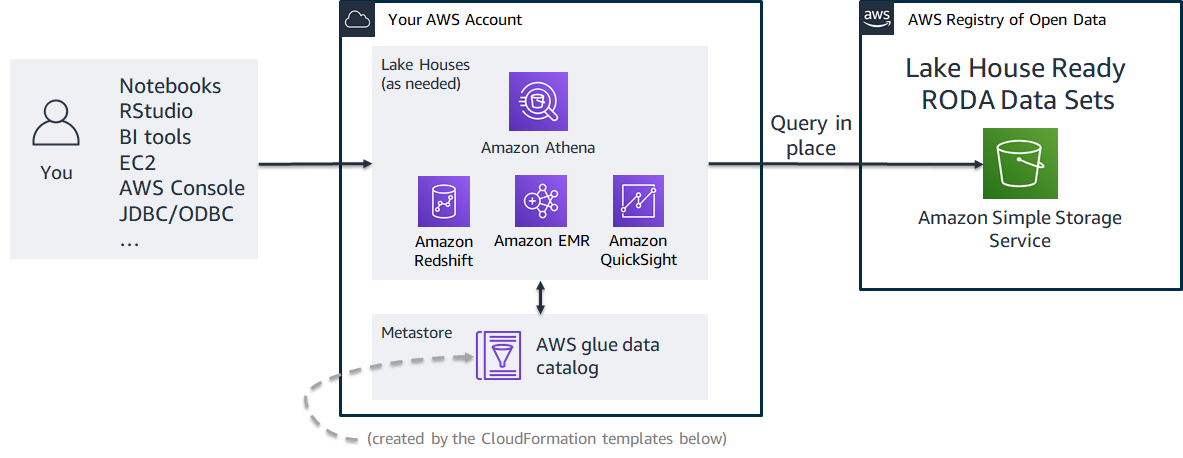 Notebooks
RStudio
BI tools
EC2
AWS Console
JDBC/ODBC
...
You
Your AWS Account
Lake Houses
(as needed)
Amazon Athena
Amazon
Redshift
Amazon EMR
Amazon
QuickSight
Metastore
AWS glue data
catalog
(created by the CloudFormation templates below)
Query in
place
aws
AWS Registry of Open Data
Lake House Ready
RODA Data Sets
Amazon Simple Storage
Service